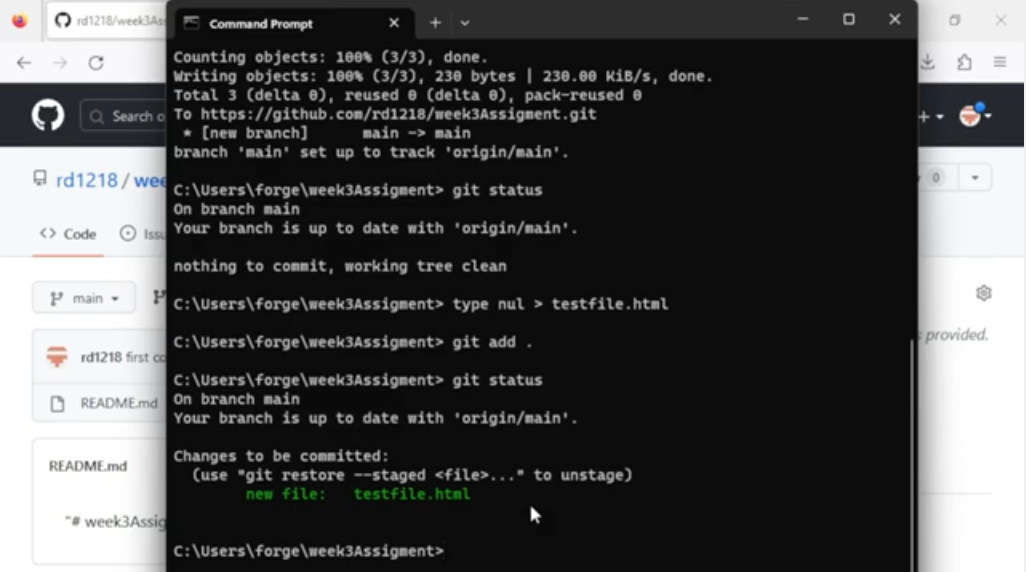 rd1218/week3Ass
Command Prompt
Search o
rd1218 / wee
0
Code
Issu
main
rd1218 first co
README.md
README.md
"# week3Assig
s provided.
Counting objects: 100% (3/3), done.
Writing objects: 100% (3/3), 230 bytes | 230.00 KiB/s, done.
Total 3 (delta 0), reused 0 (delta 0), pack-reused 0
To https://github.com/rd1218/week3Assigment.git
 * [new branch]      main -> main
branch 'main' set up to track 'origin/main'.
C:\Users\forge\week3Assigment> git status
On branch main
Your branch is up to date with 'origin/main'.
nothing to commit, working tree clean
C:\Users\forge\week3Assigment> type nul > testfile.html
C:\Users\forge\week3Assigment> git add .
C:\Users\forge\week3Assigment> git status
On branch main
Your branch is up to date with 'origin/main'.
Changes to be committed:
  (use "git restore --staged <file>..." to unstage)
        new file:   testfile.html
C:\Users\forge\week3Assigment>